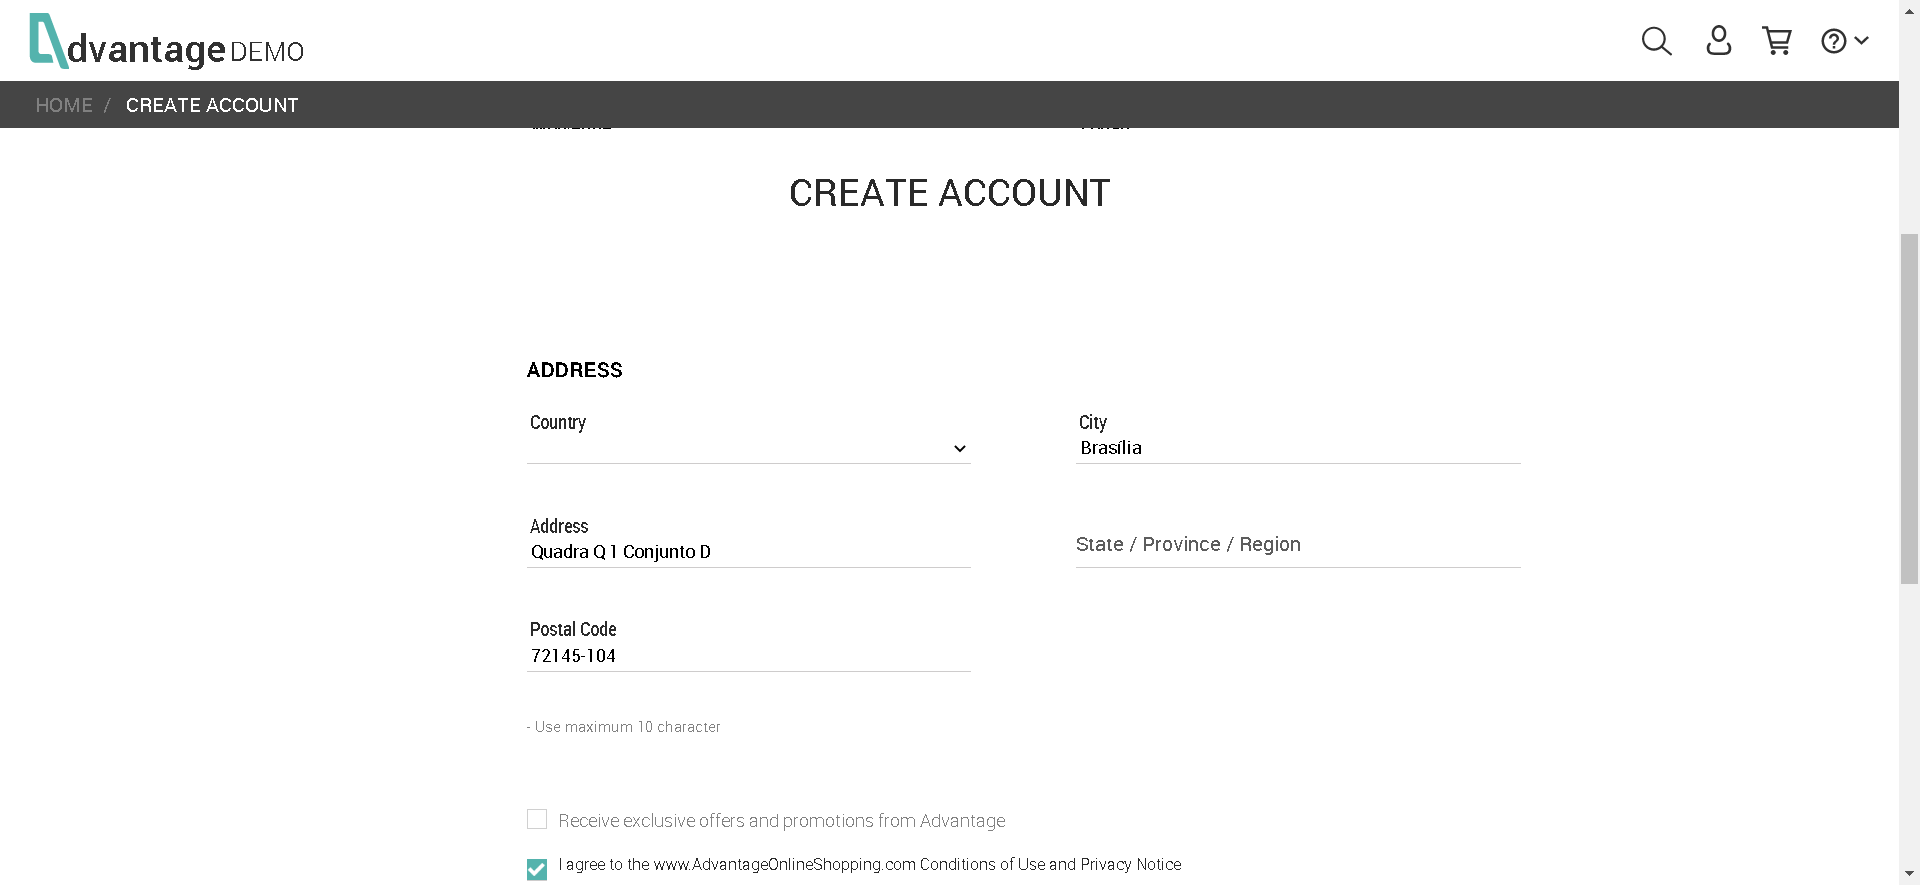 dvantage DEMO
HOME / CREATE ACCOUNT
CREATE ACCOUNT
ADDRESS
Country
City
Brasília
Address
Quadra Q 1 Conjunto D
State / Province / Region
Postal Code
72145-104
- Use maximum 10 character
Receive exclusive offers and promotions from Advantage
I agree to the www.AdvantageOnlineShopping.com Conditions of Use and Privacy Notice